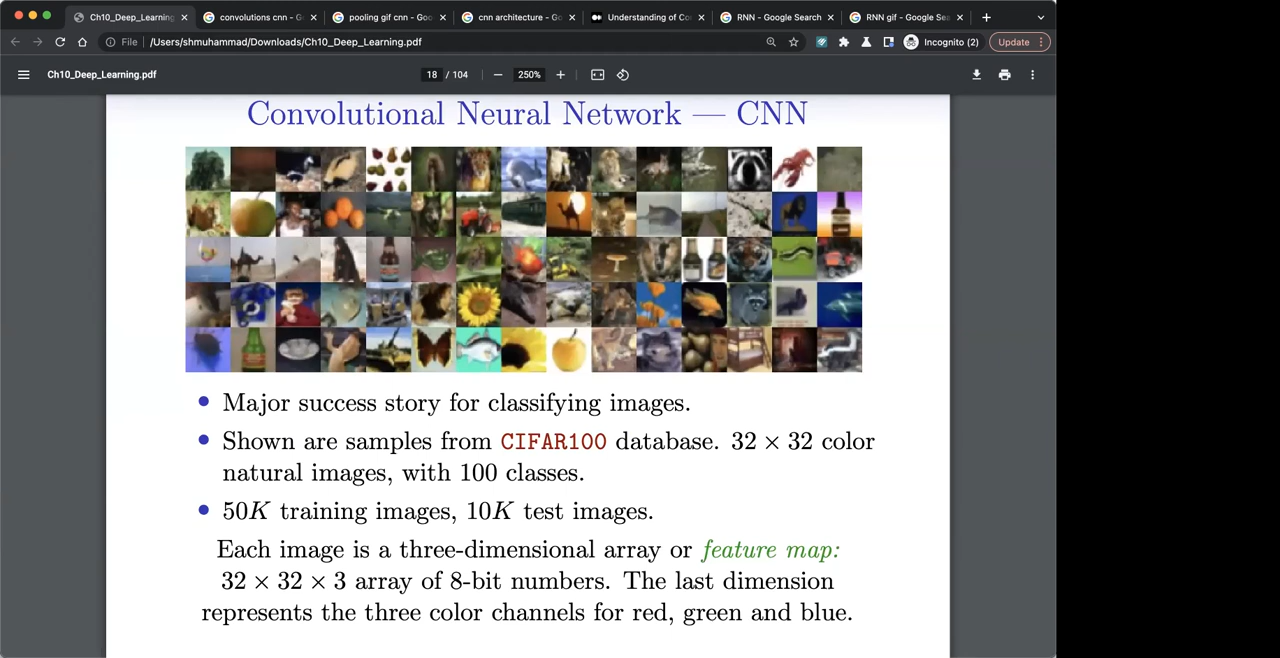 Ch10_Deep_Learning.p
convolutions cnn - G
pooling gif cnn - Goo
cnn architecture - Go
Understanding of Co
RNN - Google Search
RNN gif - Google Sea
File /Users/shmuhammad/Downloads/Ch10_Deep_Learning.pdf
Incognito (2)
Update
Ch10_Deep_Learning.pdf
18 / 104
250%
Convolutional Neural Network — CNN
• Major success story for classifying images.
• Shown are samples from CIFAR100 database. 32 × 32 color
natural images, with 100 classes.
• 50K training images, 10K test images.
Each image is a three-dimensional array or feature map:
32 × 32 × 3 array of 8-bit numbers. The last dimension
represents the three color channels for red, green and blue.